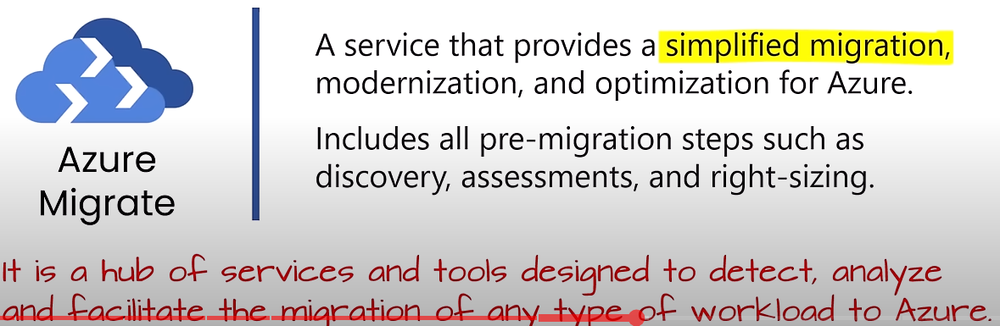 Azure
Migrate
A service that provides a simplified migration,
modernization, and optimization for Azure.
Includes all pre-migration steps such as
discovery, assessments, and right-sizing.
It is a hub of services and tools designed to detect, analyze
and facilitate the migration of any type of workload to Azure.